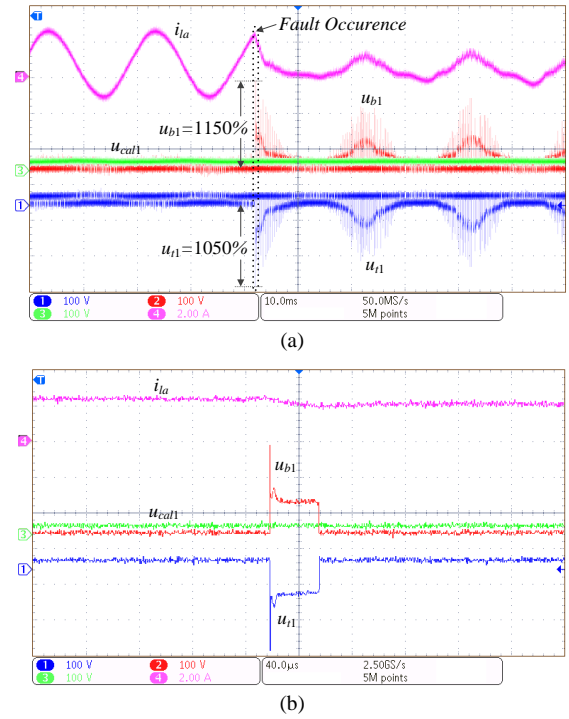 T
i_la
Fault Occurence
4
u_b1
u_b1=1150%
u_cal1
3
1
u_t1=1050%
u_t1
1 100 V 2 100 V 10.0ms 50.0MS/s
3 100 V 4 2.00 A 5M points
(a)
T
i_la
4
u_b1
u_cal1
3
1
u_t1
1 100 V 2 100 V 40.0µs 2.50GS/s
3 100 V 4 2.00 A 5M points
(b)